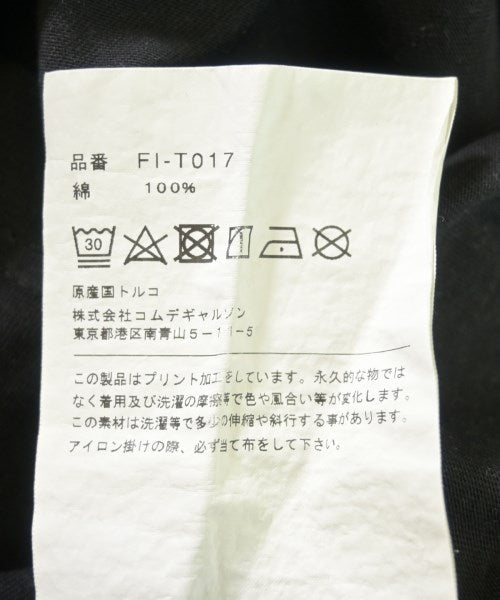 品番 FI-T017
綿 100%
30
原産国トルコ
株式会社コムデギャルソン
東京都港区南青山5-11-5
この製品はプリント加工をしています。永久的な物では
なく着用及び洗濯の摩擦等で色や風合い等が変化します。
この素材は洗濯等で多少の伸縮や斜行する事があります。
アイロン掛けの際、必ず当て布をして下さい。